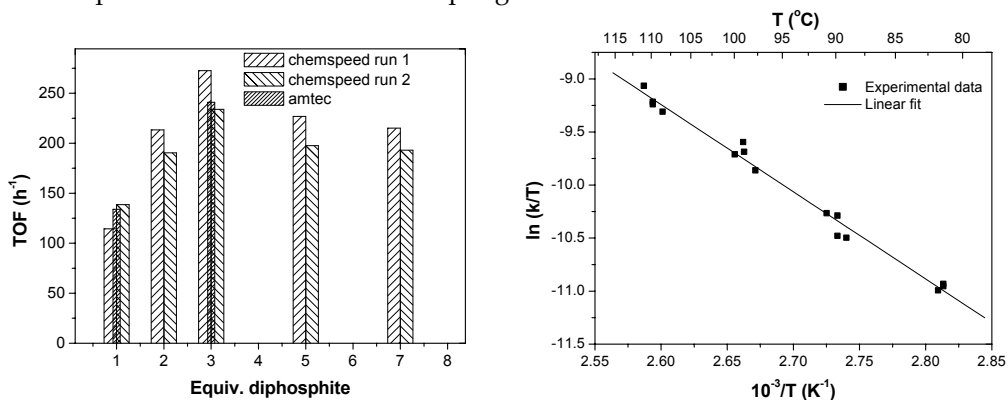 T (°C)
115 110 105 100 95 90 85 80
chemspeed run 1
chemspeed run 2
amtec
250
200
150
100
50
0
TOF (h-1)
1 2 3 4 5 6 7 8
Equiv. diphosphite
Experimental data
Linear fit
-9.0
-9.5
-10.0
-10.5
-11.0
-11.5
ln (k/T)
2.55 2.60 2.65 2.70 2.75 2.80 2.85
10-3/T (K-1)